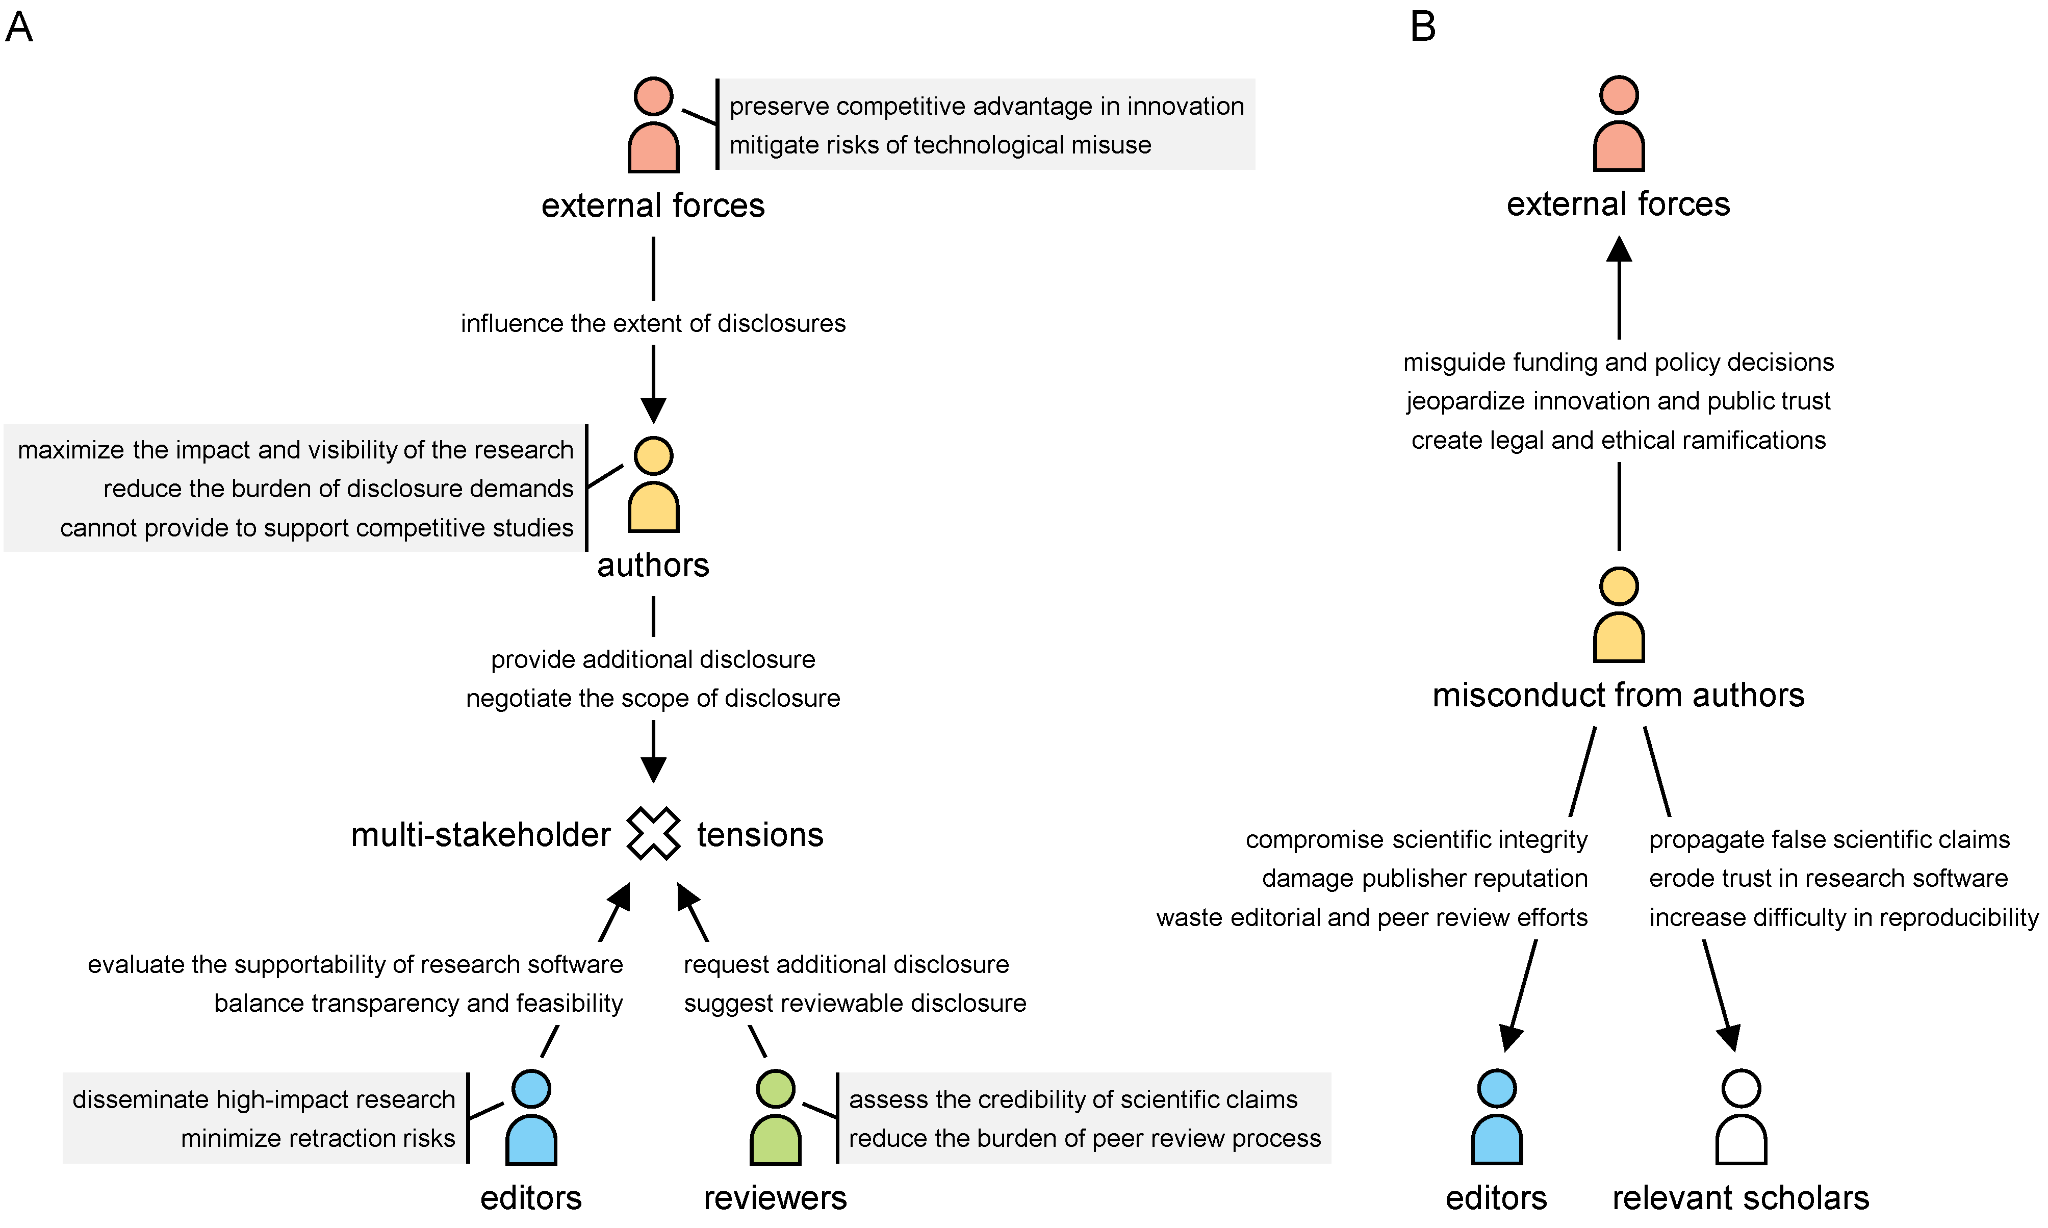 A
preserve competitive advantage in innovation
mitigate risks of technological misuse
external forces
influence the extent of disclosures
maximize the impact and visibility of the research
reduce the burden of disclosure demands
cannot provide to support competitive studies
authors
provide additional disclosure
negotiate the scope of disclosure
multi-stakeholder tensions
evaluate the supportability of research software
balance transparency and feasibility
request additional disclosure
suggest reviewable disclosure
disseminate high-impact research
minimize retraction risks
assess the credibility of scientific claims
reduce the burden of peer review process
editors
reviewers
B
external forces
misguide funding and policy decisions
jeopardize innovation and public trust
create legal and ethical ramifications
misconduct from authors
compromise scientific integrity
damage publisher reputation
waste editorial and peer review efforts
propagate false scientific claims
erode trust in research software
increase difficulty in reproducibility
editors
relevant scholars